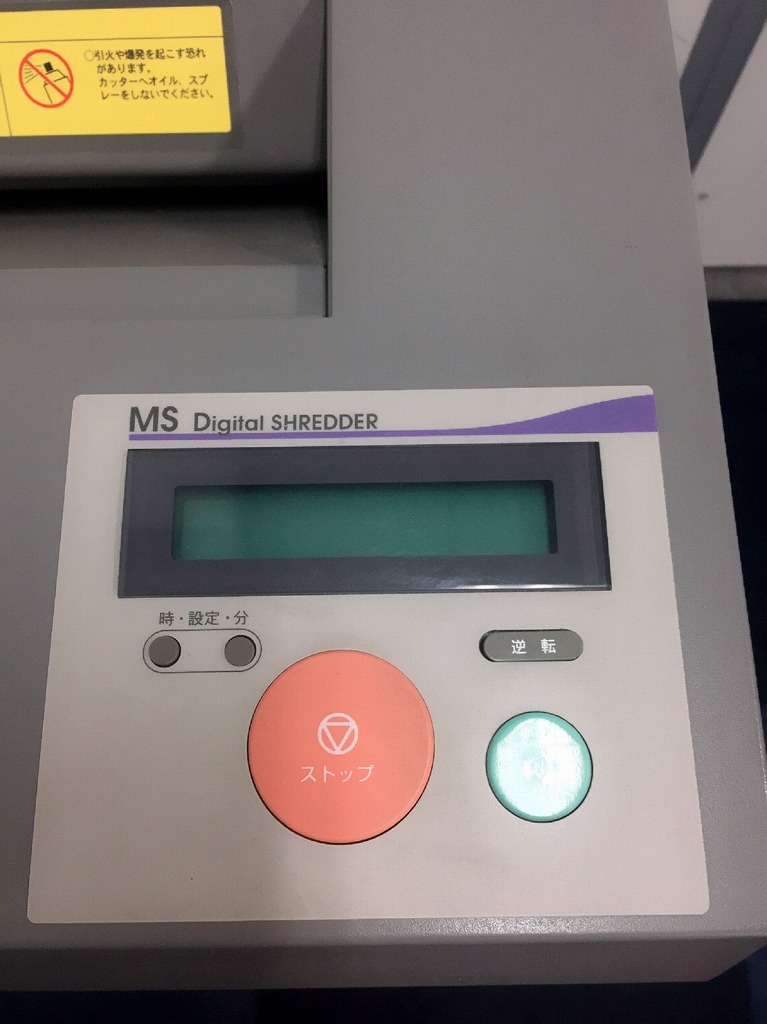 ○引火や爆発を起こす恐れ
があります。
カッターへオイル、スプ
レーをしないでください。
MS Digital SHREDDER
時・設定・分
逆 転
ストップ